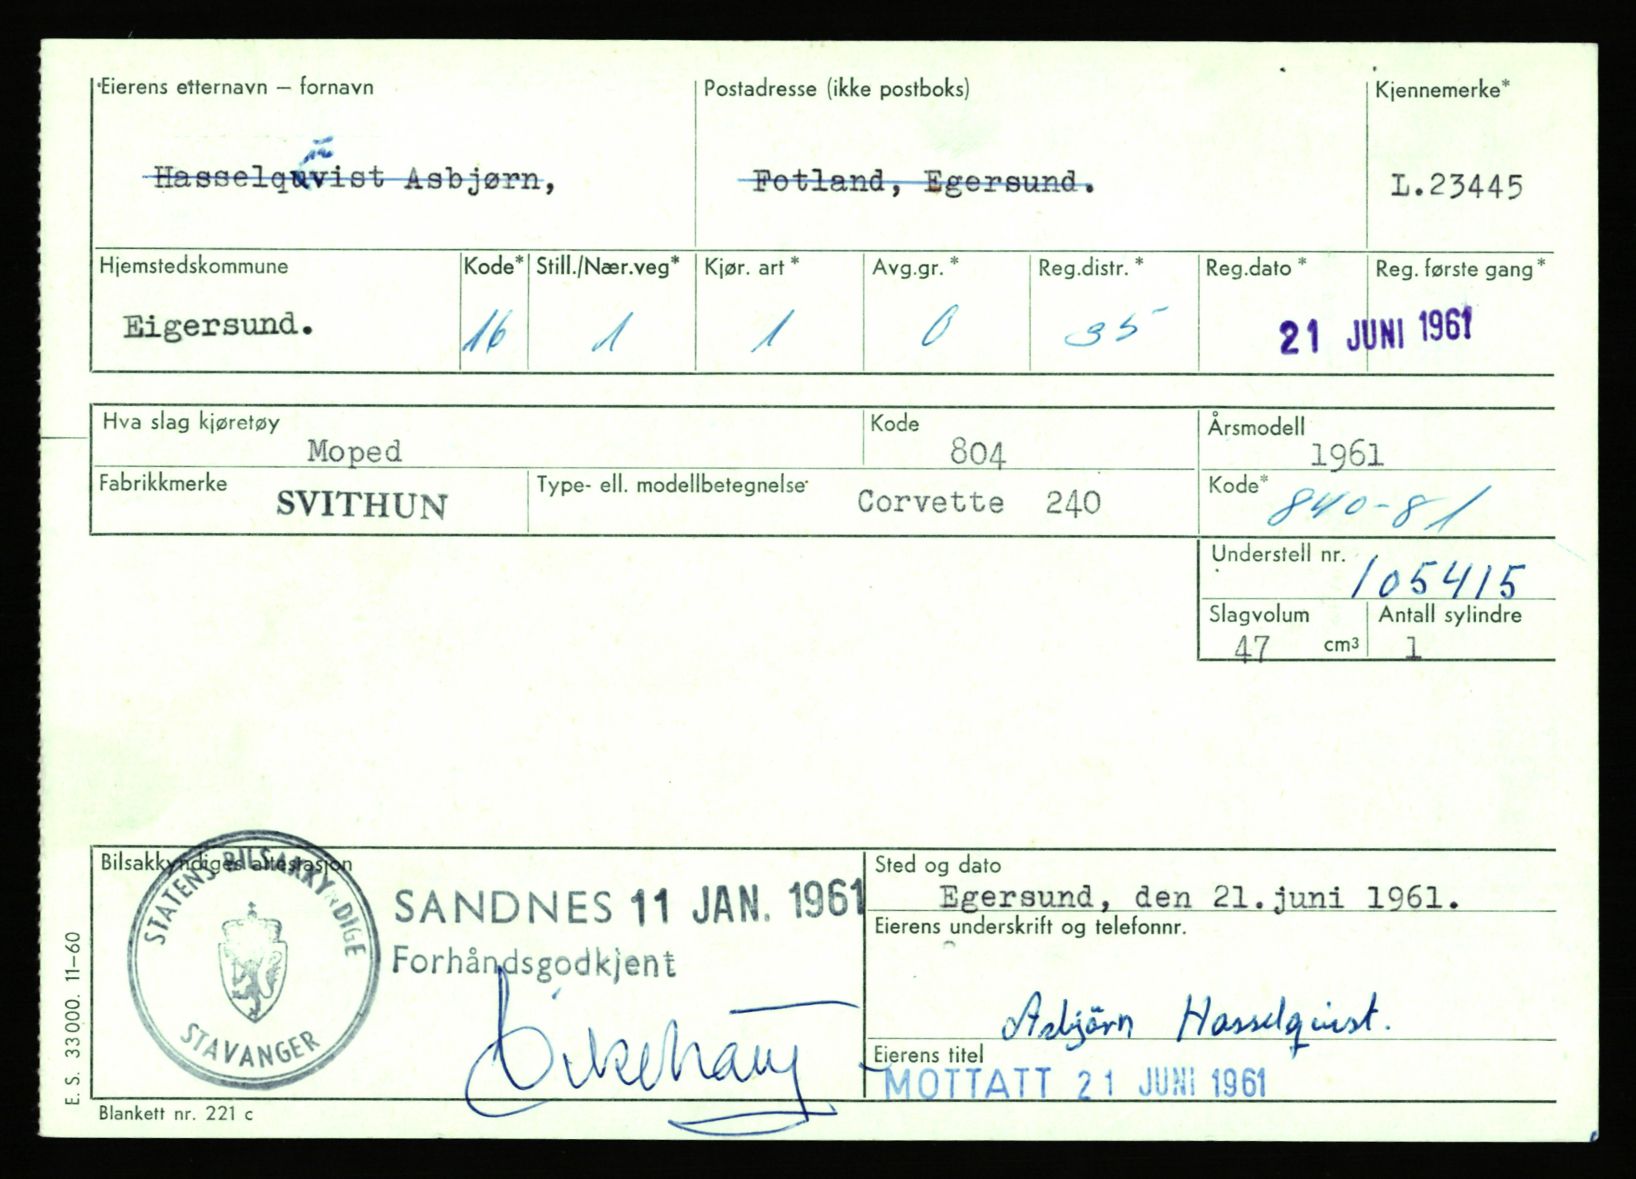 Eierens etternavn – fornavn
Postadresse (ikke postboks)
Kjennemerke*
Hasselquvist Asbjørn,
Fotland, Egersund.
L.23445
Hjemstedskommune
Kode*
Still./Nær.veg*
Kjør. art *
Avg.gr. *
Reg.distr. *
Reg.dato *
Reg. første gang *
Eigersund.
16
1
1
0
35
21 JUNI 1961
Hva slag kjøretøy
Moped
Kode
804
Årsmodell
1961
Fabrikkmerke
SVITHUN
Type- ell. modellbetegnelse
Corvette 240
Kode*
840-81
Understell nr.
105415
Slagvolum
47 cm³
Antall sylindre
1
Bilsakkyndiges attestasjon
STATENS BILSAKKYNDIGE
STAVANGER
SANDNES 11 JAN. 1961
Forhåndsgodkjent
Sted og dato
Egersund, den 21.juni 1961.
Eierens underskrift og telefonnr.
Asbjörn Hasselquist.
Eierens titel
MOTTATT 21 JUNI 1961
E. S. 33000. 11–60
Blankett nr. 221 c